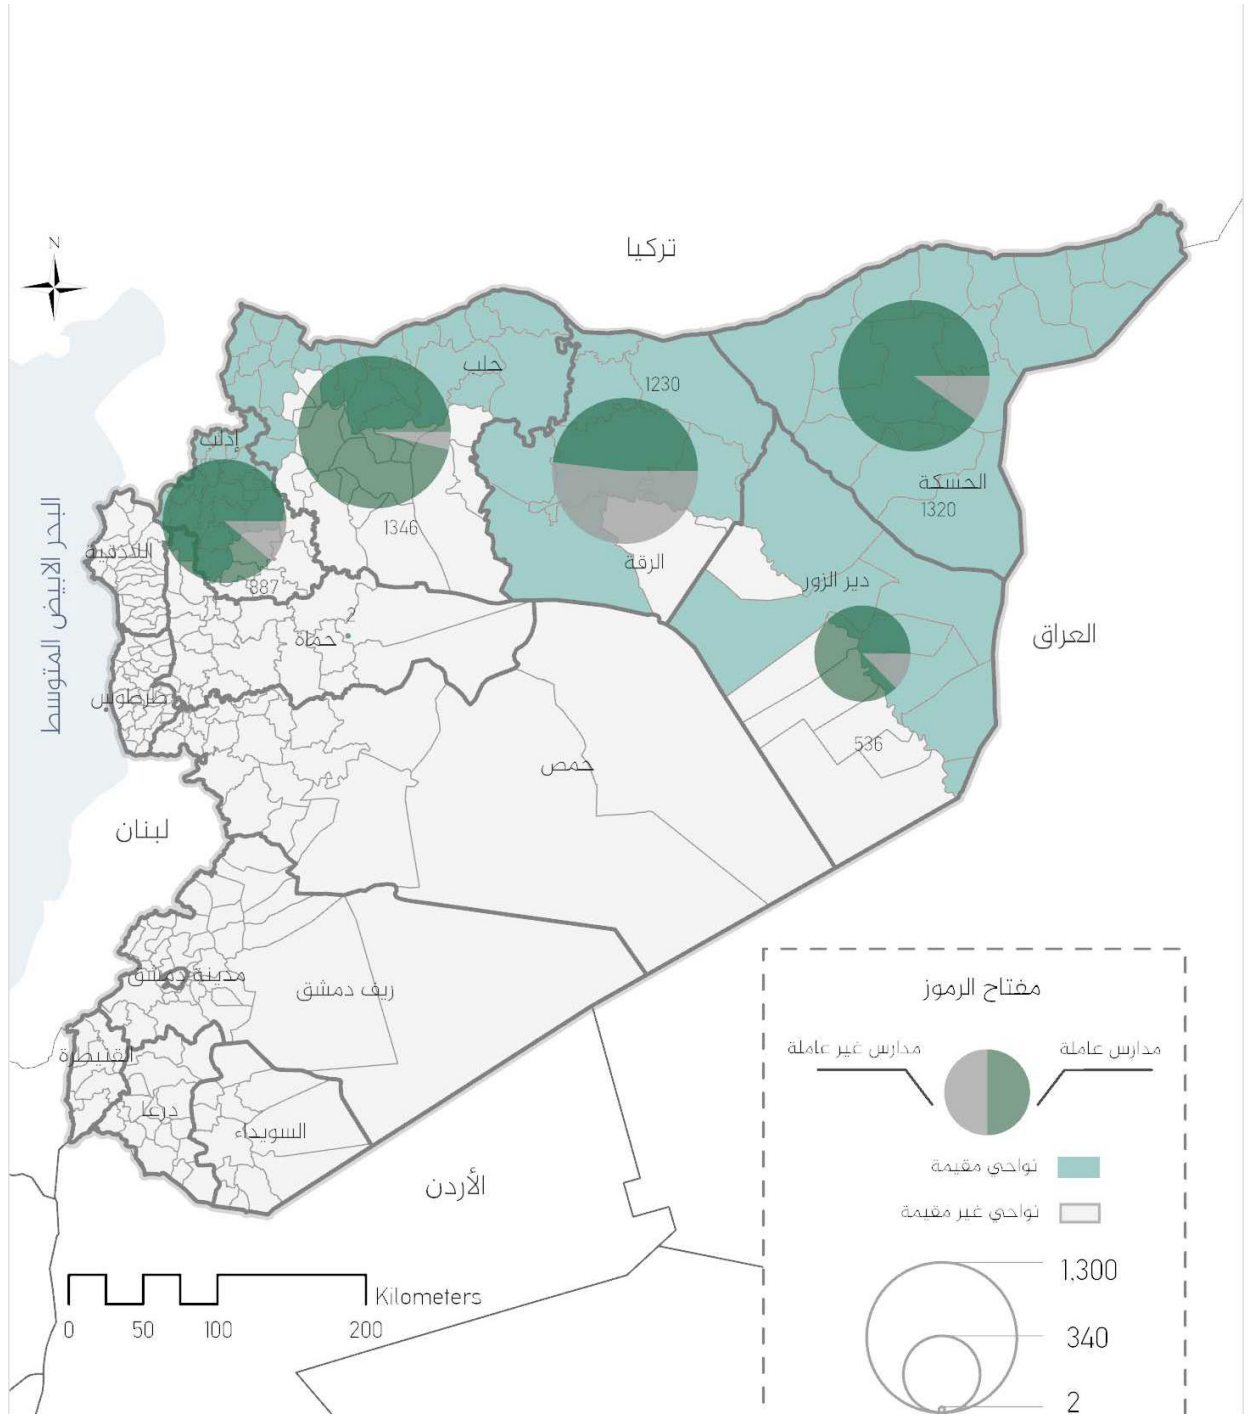 تركيا
N
حلب
1230
إدلب
الحسكة
1320
البحر الابيض المتوسط
1346
اللاذقية
الرقة
دير الزور
887
2
حماة
العراق
طرطوس
536
حمص
لبنان
مدينة دمشق
ريف دمشق
القنيطرة
درعا
السويداء
الأردن
Kilometers
0 50 100 200
مفتاح الرموز
مدارس عاملة
مدارس غير عاملة
نواحي مقيمة
نواحي غير مقيمة
1,300
340
2